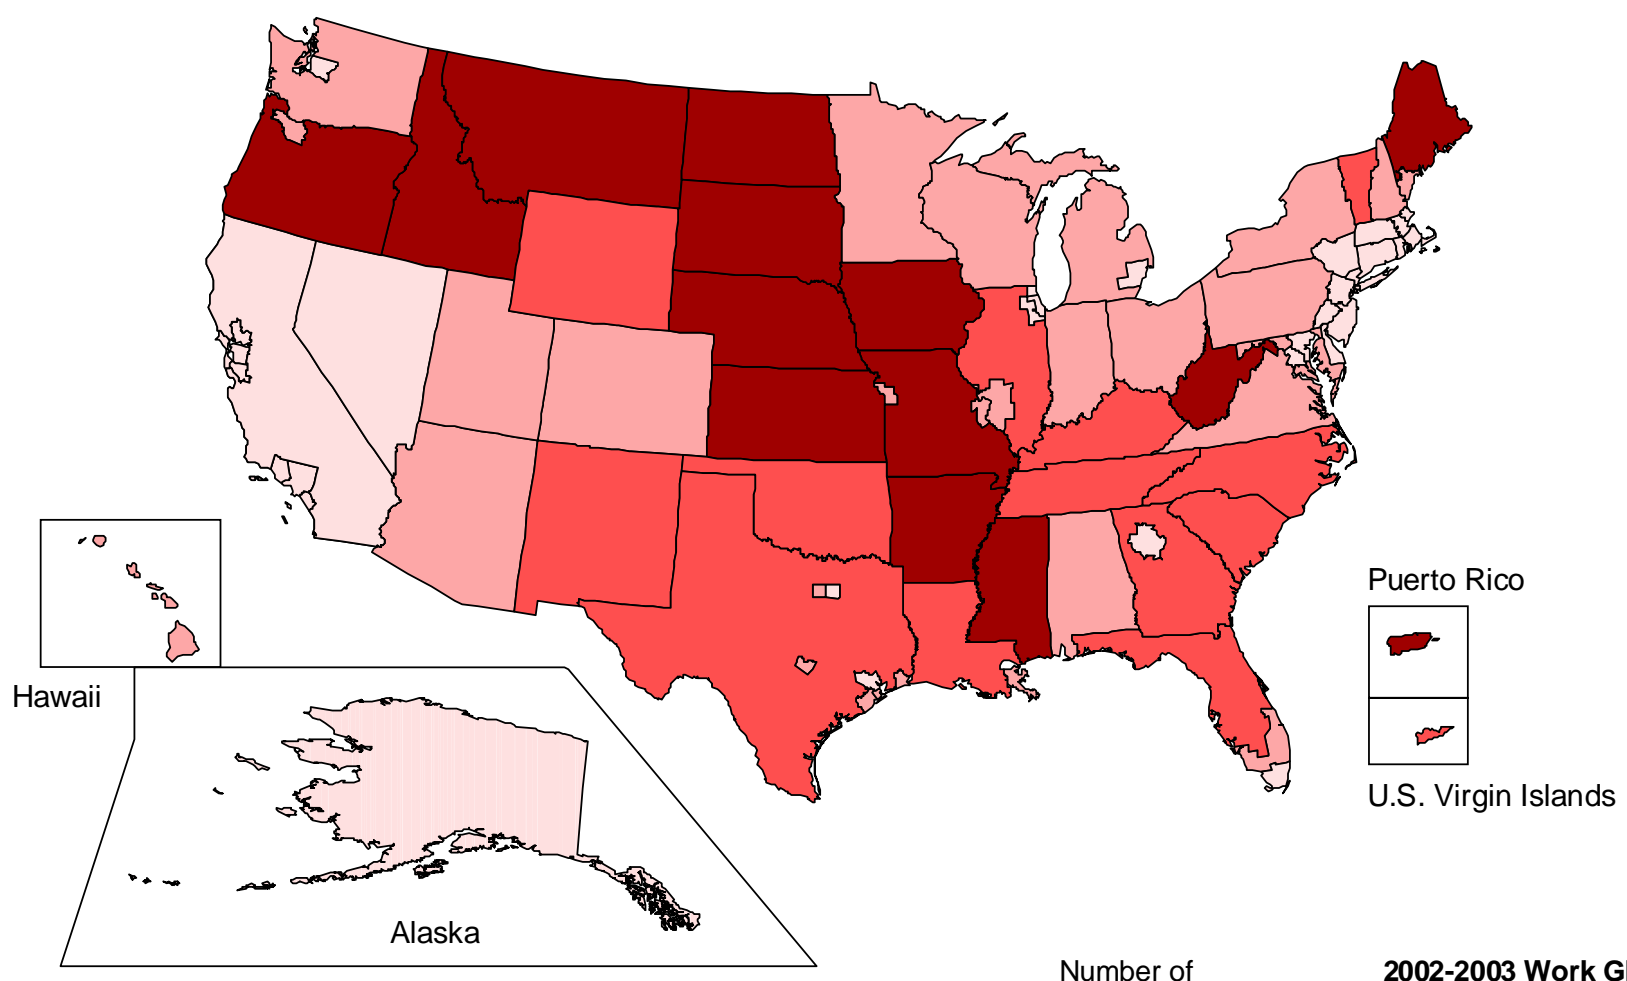 Puerto Rico
Hawaii
U.S. Virgin Islands
Alaska
Number of
2002-2003 Work